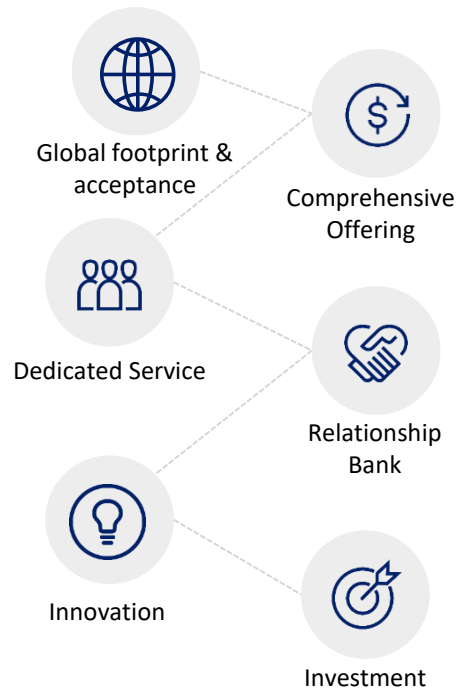 Global footprint &
acceptance
Comprehensive
Offering
Dedicated Service
Relationship
Bank
Innovation
Investment